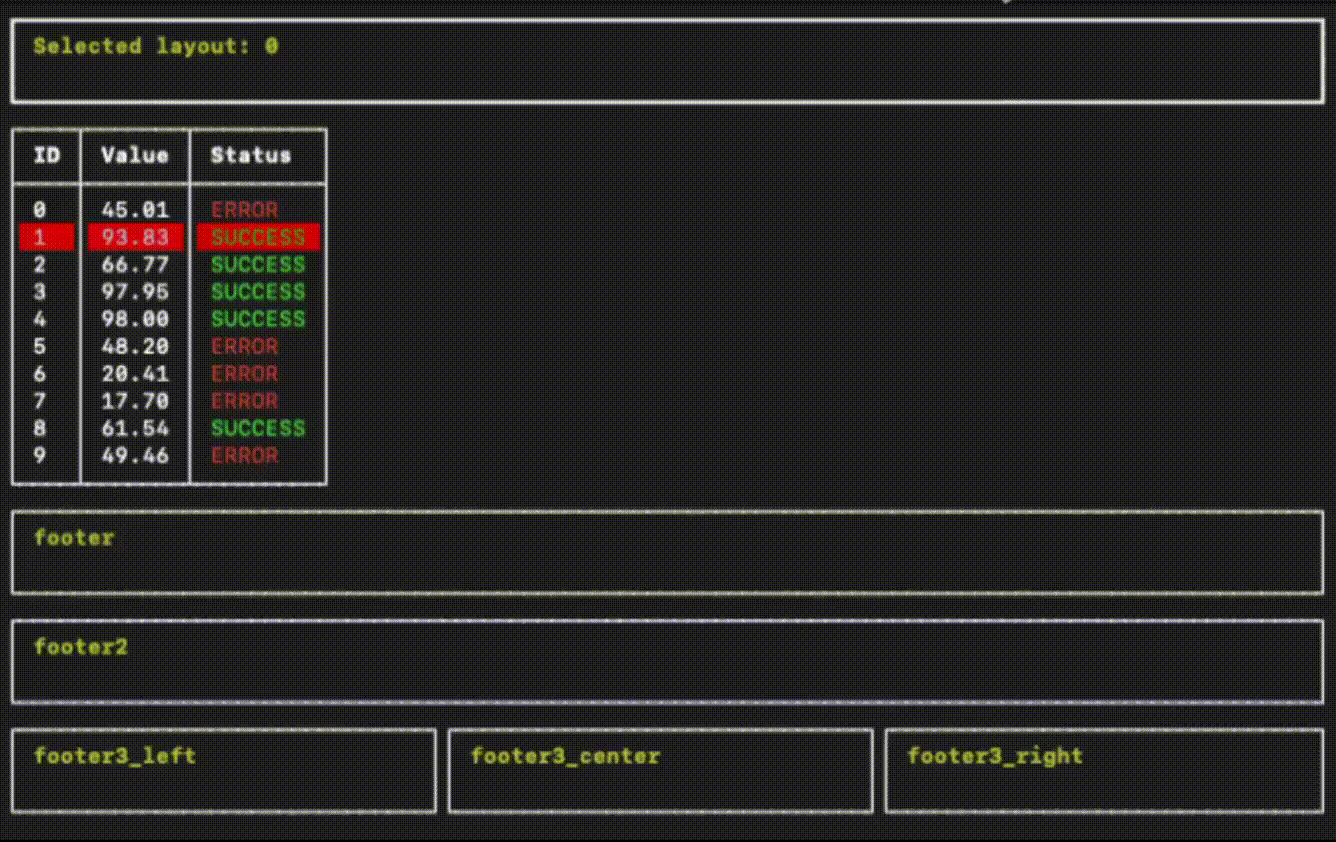 Selected layout: 0
ID Value Status
0 45.01 ERROR
1 93.83 SUCCESS
2 66.77 SUCCESS
3 97.95 SUCCESS
4 98.00 SUCCESS
5 48.20 ERROR
6 20.41 ERROR
7 17.70 ERROR
8 61.54 SUCCESS
9 49.46 ERROR
footer
footer2
footer3_left footer3_center footer3_right